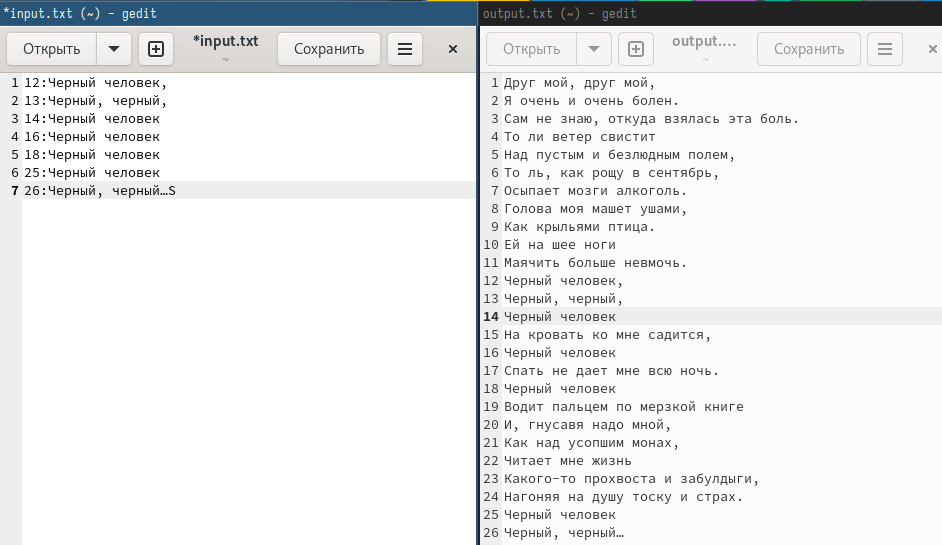 *input.txt (~) - gedit
Открыть
*input.txt
~
Сохранить
1 12:Черный человек,
2 13:Черный, черный,
3 14:Черный человек
4 16:Черный человек
5 18:Черный человек
6 25:Черный человек
7 26:Черный, черный…S
output.txt (~) - gedit
Открыть
output.…
~
Сохранить
1 Друг мой, друг мой,
2 Я очень и очень болен.
3 Сам не знаю, откуда взялась эта боль.
4 То ли ветер свистит
5 Над пустым и безлюдным полем,
6 То ль, как рощу в сентябрь,
7 Осыпает мозги алкоголь.
8 Голова моя машет ушами,
9 Как крыльями птица.
10 Ей на шее ноги
11 Маячить больше невмочь.
12 Черный человек,
13 Черный, черный,
14 Черный человек
15 На кровать ко мне садится,
16 Черный человек
17 Спать не дает мне всю ночь.
18 Черный человек
19 Водит пальцем по мерзкой книге
20 И, гнусавя надо мной,
21 Как над усопшим монах,
22 Читает мне жизнь
23 Какого-то прохвоста и забулдыги,
24 Нагоняя на душу тоску и страх.
25 Черный человек
26 Черный, черный…